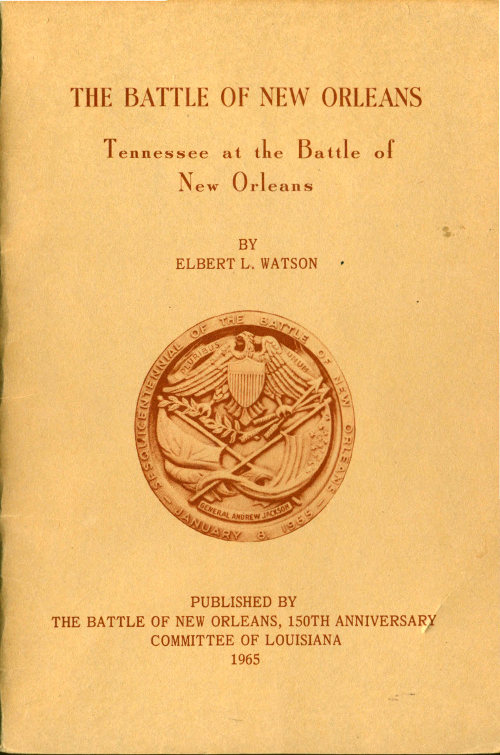 THE BATTLE OF NEW ORLEANS
Tennessee at the Battle of
New Orleans
BY
ELBERT L. WATSON
SESQUICENTENNIAL OF THE BATTLE OF NEW ORLEANS
PLURIBUS UNUM
GENERAL ANDREW JACKSON
JANUARY 8 1965
PUBLISHED BY
THE BATTLE OF NEW ORLEANS, 150TH ANNIVERSARY
COMMITTEE OF LOUISIANA
1965